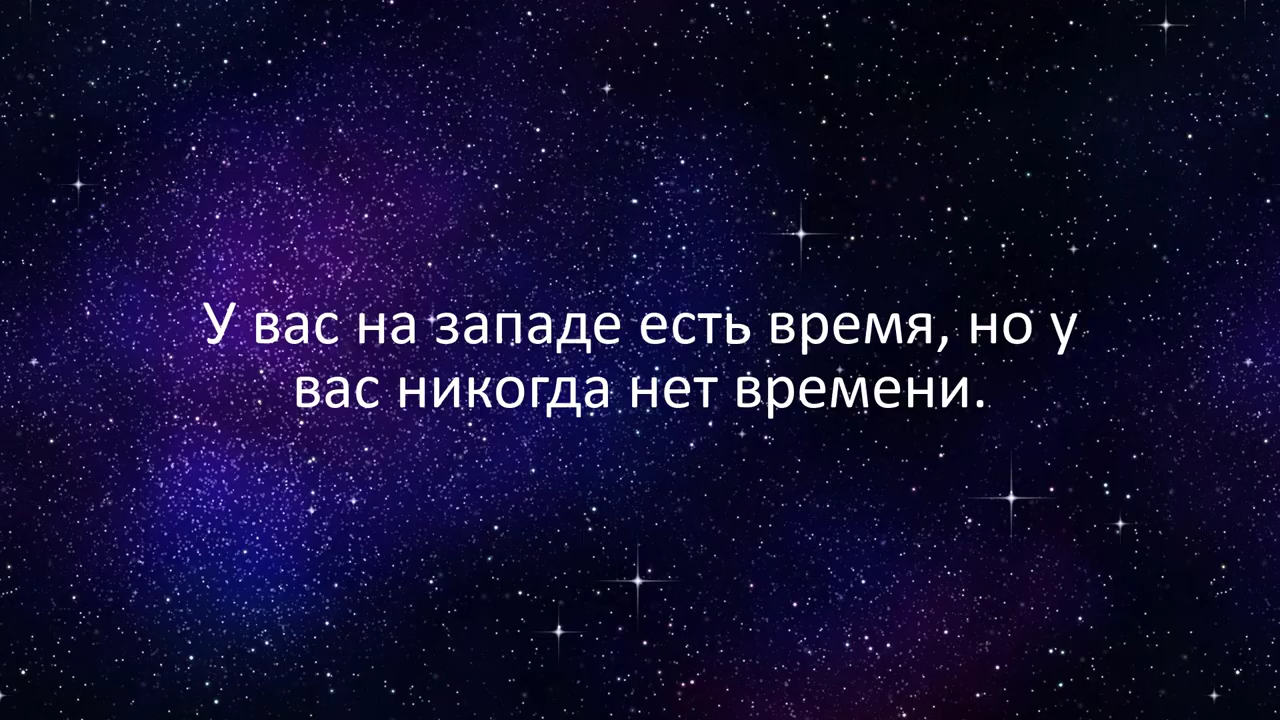 У вас на западе есть время, но у
вас никогда нет времени.